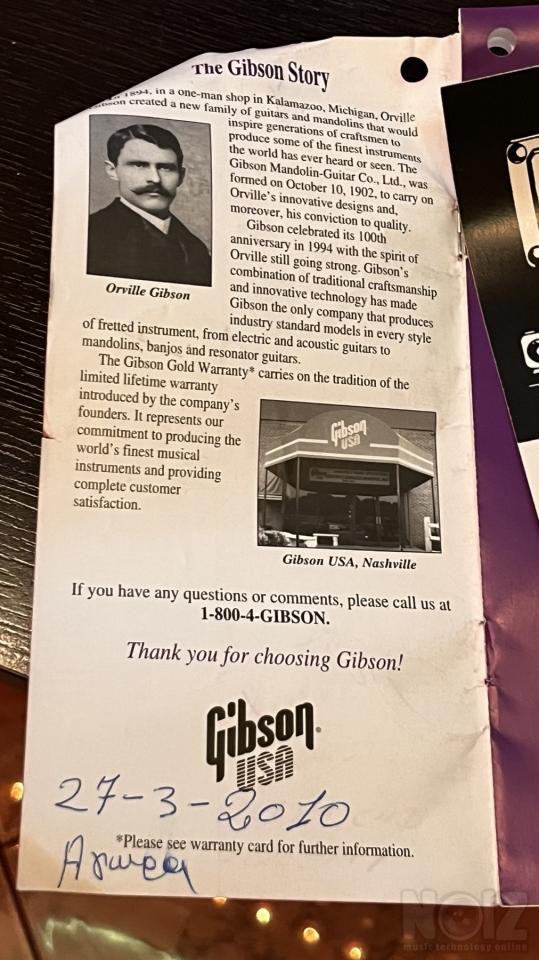 The Gibson Story
1894, in a one-man shop in Kalamazoo, Michigan, Orville
Gibson created a new family of guitars and mandolins that would
inspire generations of craftsmen to
produce some of the finest instruments
the world has ever heard or seen. The
Gibson Mandolin-Guitar Co., Ltd., was
formed on October 10, 1902, to carry on
Orville's innovative designs and,
moreover, his conviction to quality.
Gibson celebrated its 100th
anniversary in 1994 with the spirit of
Orville still going strong. Gibson's
combination of traditional craftsmanship
and innovative technology has made
Gibson the only company that produces
industry standard models in every style
Orville Gibson
of fretted instrument, from electric and acoustic guitars to
mandolins, banjos and resonator guitars.
The Gibson Gold Warranty* carries on the tradition of the
limited lifetime warranty
introduced by the company's
founders. It represents our
commitment to producing the
world's finest musical
instruments and providing
complete customer
satisfaction.
Gibson
USA
Gibson USA, Nashville
If you have any questions or comments, please call us at
1-800-4-GIBSON.
Thank you for choosing Gibson!
Gibson®
USA
27-3-2010
*Please see warranty card for further information.
NOIZ
music technology online